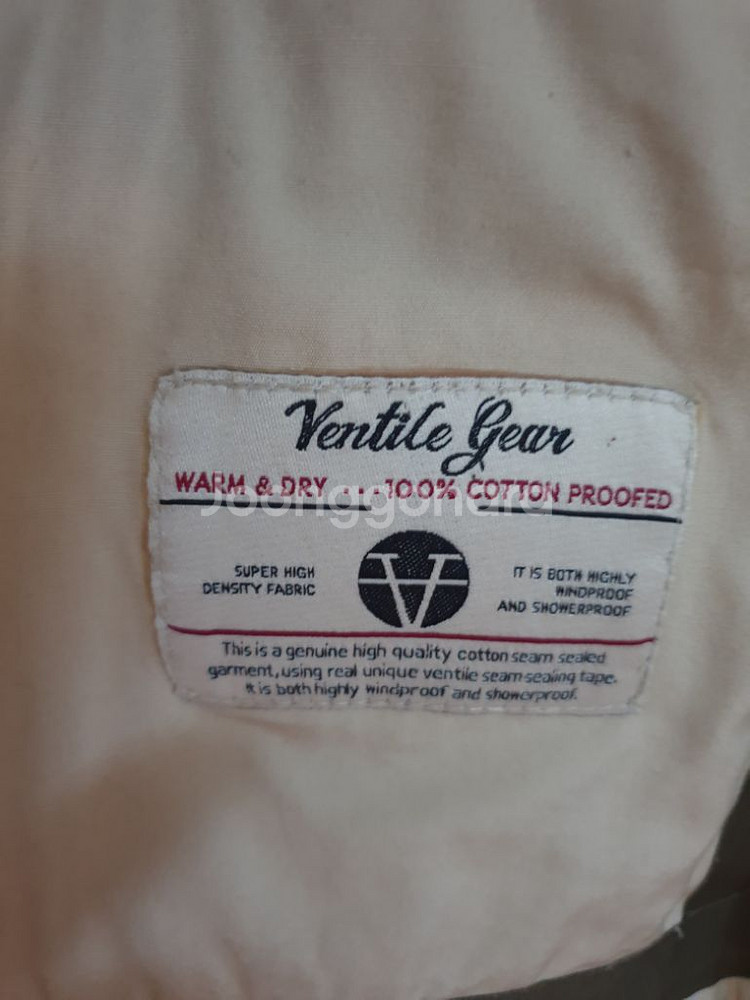 Ventile Gear
WARM & DRY ...100% COTTON PROOFED
Joonggonara
SUPER HIGH
DENSITY FABRIC
IT IS BOTH HIGHLY
WINDPROOF
AND SHOWERPROOF
This is a genuine high quality cotton seam sealed
garment, using real unique ventile seam sealing tape.
It is both highly windproof and showerproof.